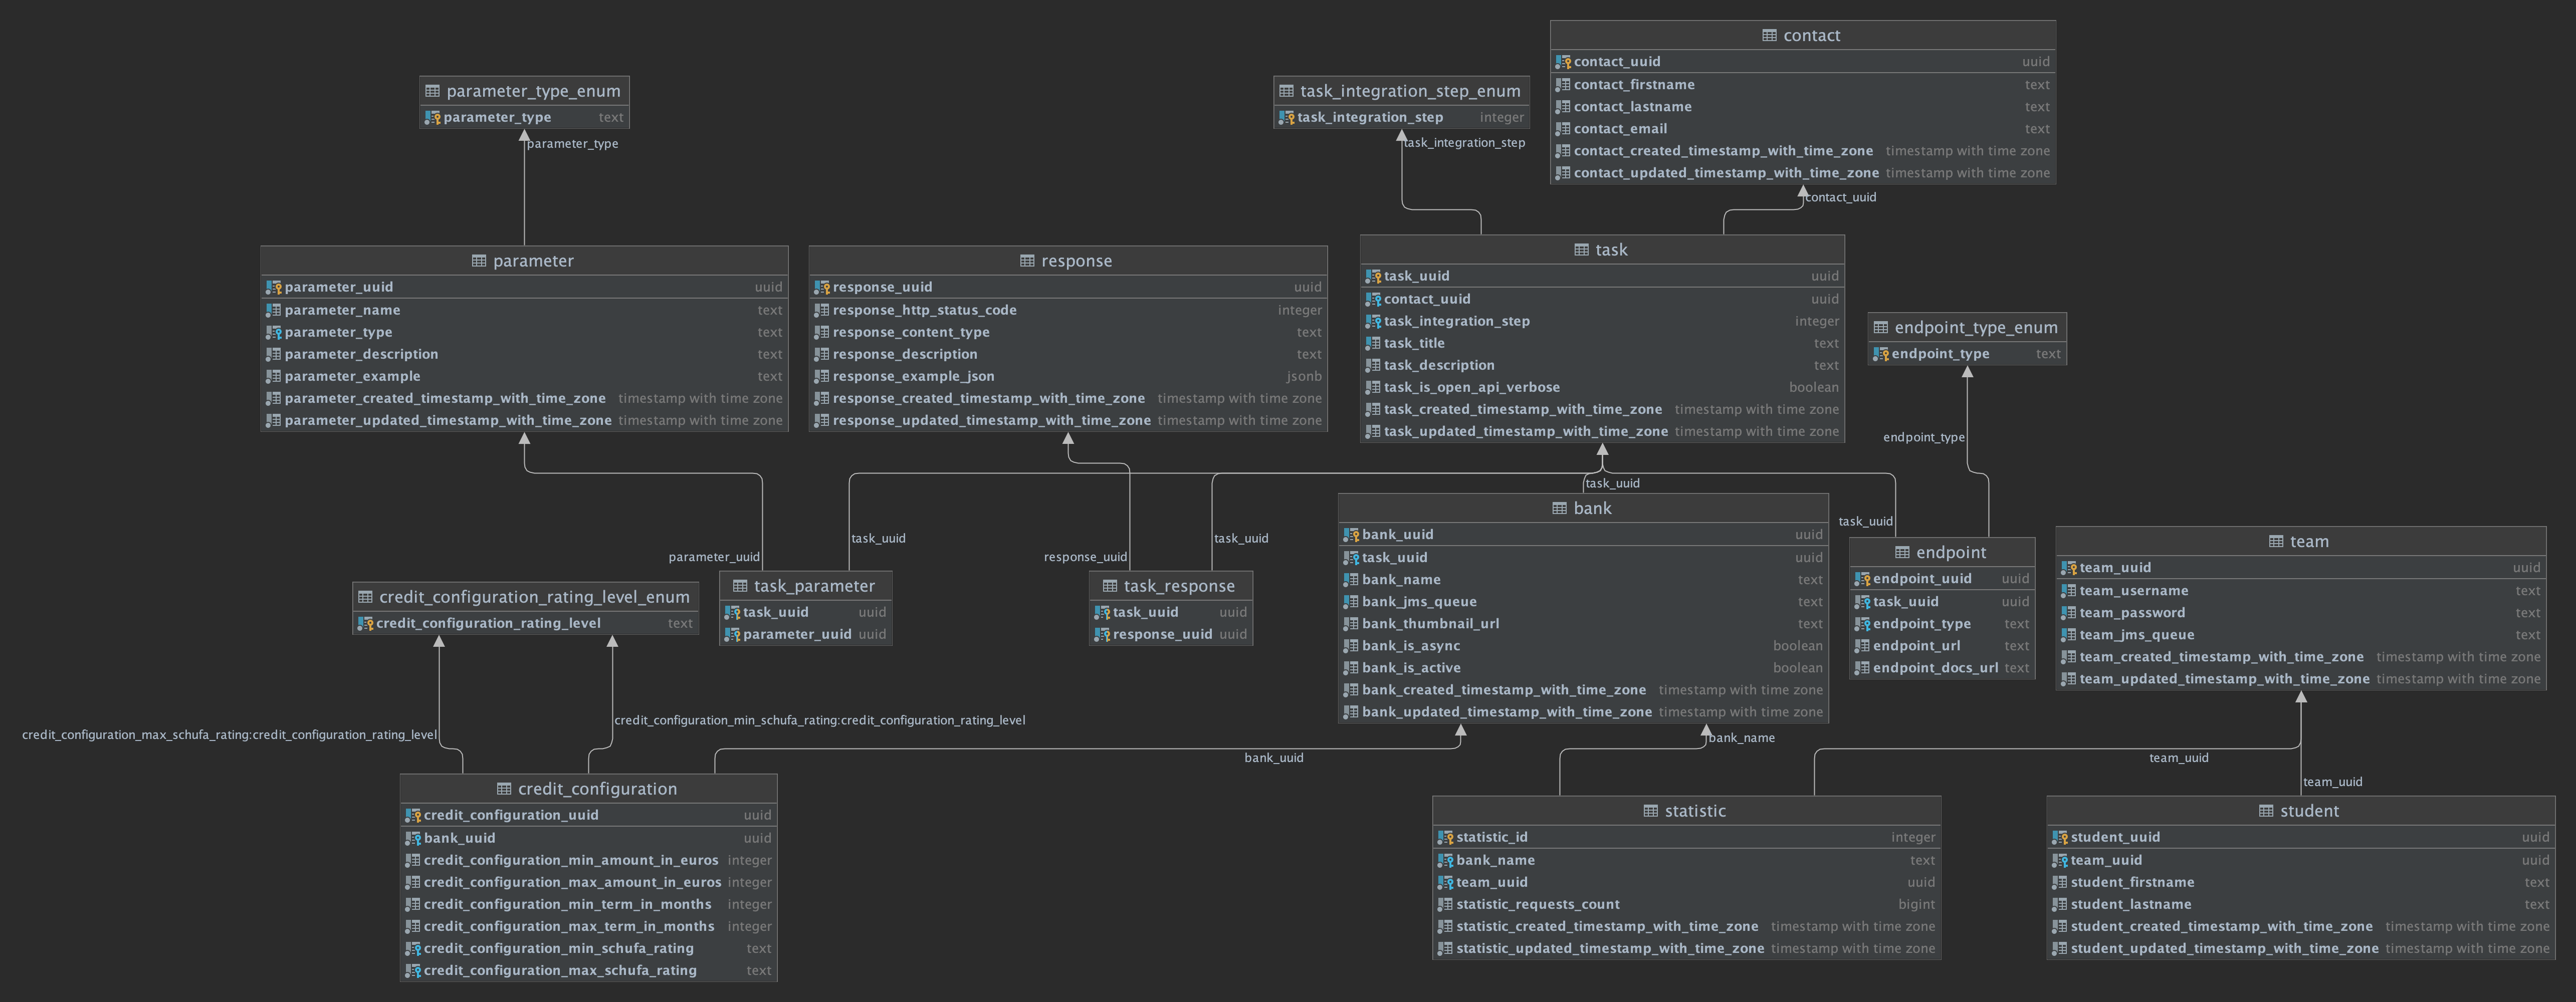 contact
contact_uuid uuid
contact_firstname text
contact_lastname text
contact_email text
contact_created_timestamp_with_time_zone timestamp with time zone
contact_updated_timestamp_with_time_zone timestamp with time zone
contact_uuid
parameter_type_enum
parameter_type text
parameter_type
task_integration_step_enum
task_integration_step integer
task_integration_step
parameter
parameter_uuid uuid
parameter_name text
parameter_type text
parameter_description text
parameter_example text
parameter_created_timestamp_with_time_zone timestamp with time zone
parameter_updated_timestamp_with_time_zone timestamp with time zone
response
response_uuid uuid
response_http_status_code integer
response_content_type text
response_description text
response_example_json jsonb
response_created_timestamp_with_time_zone timestamp with time zone
response_updated_timestamp_with_time_zone timestamp with time zone
task
task_uuid uuid
contact_uuid uuid
task_integration_step integer
task_title text
task_description text
task_is_open_api_verbose boolean
task_created_timestamp_with_time_zone timestamp with time zone
task_updated_timestamp_with_time_zone timestamp with time zone
endpoint_type_enum
endpoint_type text
endpoint_type
task_uuid
task_uuid
task_uuid
task_uuid
parameter_uuid
response_uuid
credit_configuration_rating_level_enum
credit_configuration_rating_level text
task_parameter
task_uuid uuid
parameter_uuid uuid
task_response
task_uuid uuid
response_uuid uuid
bank
bank_uuid uuid
task_uuid uuid
bank_name text
bank_jms_queue text
bank_thumbnail_url text
bank_is_async boolean
bank_is_active boolean
bank_created_timestamp_with_time_zone timestamp with time zone
bank_updated_timestamp_with_time_zone timestamp with time zone
endpoint
endpoint_uuid uuid
task_uuid uuid
endpoint_type text
endpoint_url text
endpoint_docs_url text
team
team_uuid uuid
team_username text
team_password text
team_jms_queue text
team_created_timestamp_with_time_zone timestamp with time zone
team_updated_timestamp_with_time_zone timestamp with time zone
credit_configuration_min_schufa_rating:credit_configuration_rating_level
credit_configuration_max_schufa_rating:credit_configuration_rating_level
bank_name
bank_uuid
team_uuid
team_uuid
credit_configuration
credit_configuration_uuid uuid
bank_uuid uuid
credit_configuration_min_amount_in_euros integer
credit_configuration_max_amount_in_euros integer
credit_configuration_min_term_in_months integer
credit_configuration_max_term_in_months integer
credit_configuration_min_schufa_rating text
credit_configuration_max_schufa_rating text
statistic
statistic_id integer
bank_name text
team_uuid uuid
statistic_requests_count bigint
statistic_created_timestamp_with_time_zone timestamp with time zone
statistic_updated_timestamp_with_time_zone timestamp with time zone
student
student_uuid uuid
team_uuid uuid
student_firstname text
student_lastname text
student_created_timestamp_with_time_zone timestamp with time zone
student_updated_timestamp_with_time_zone timestamp with time zone